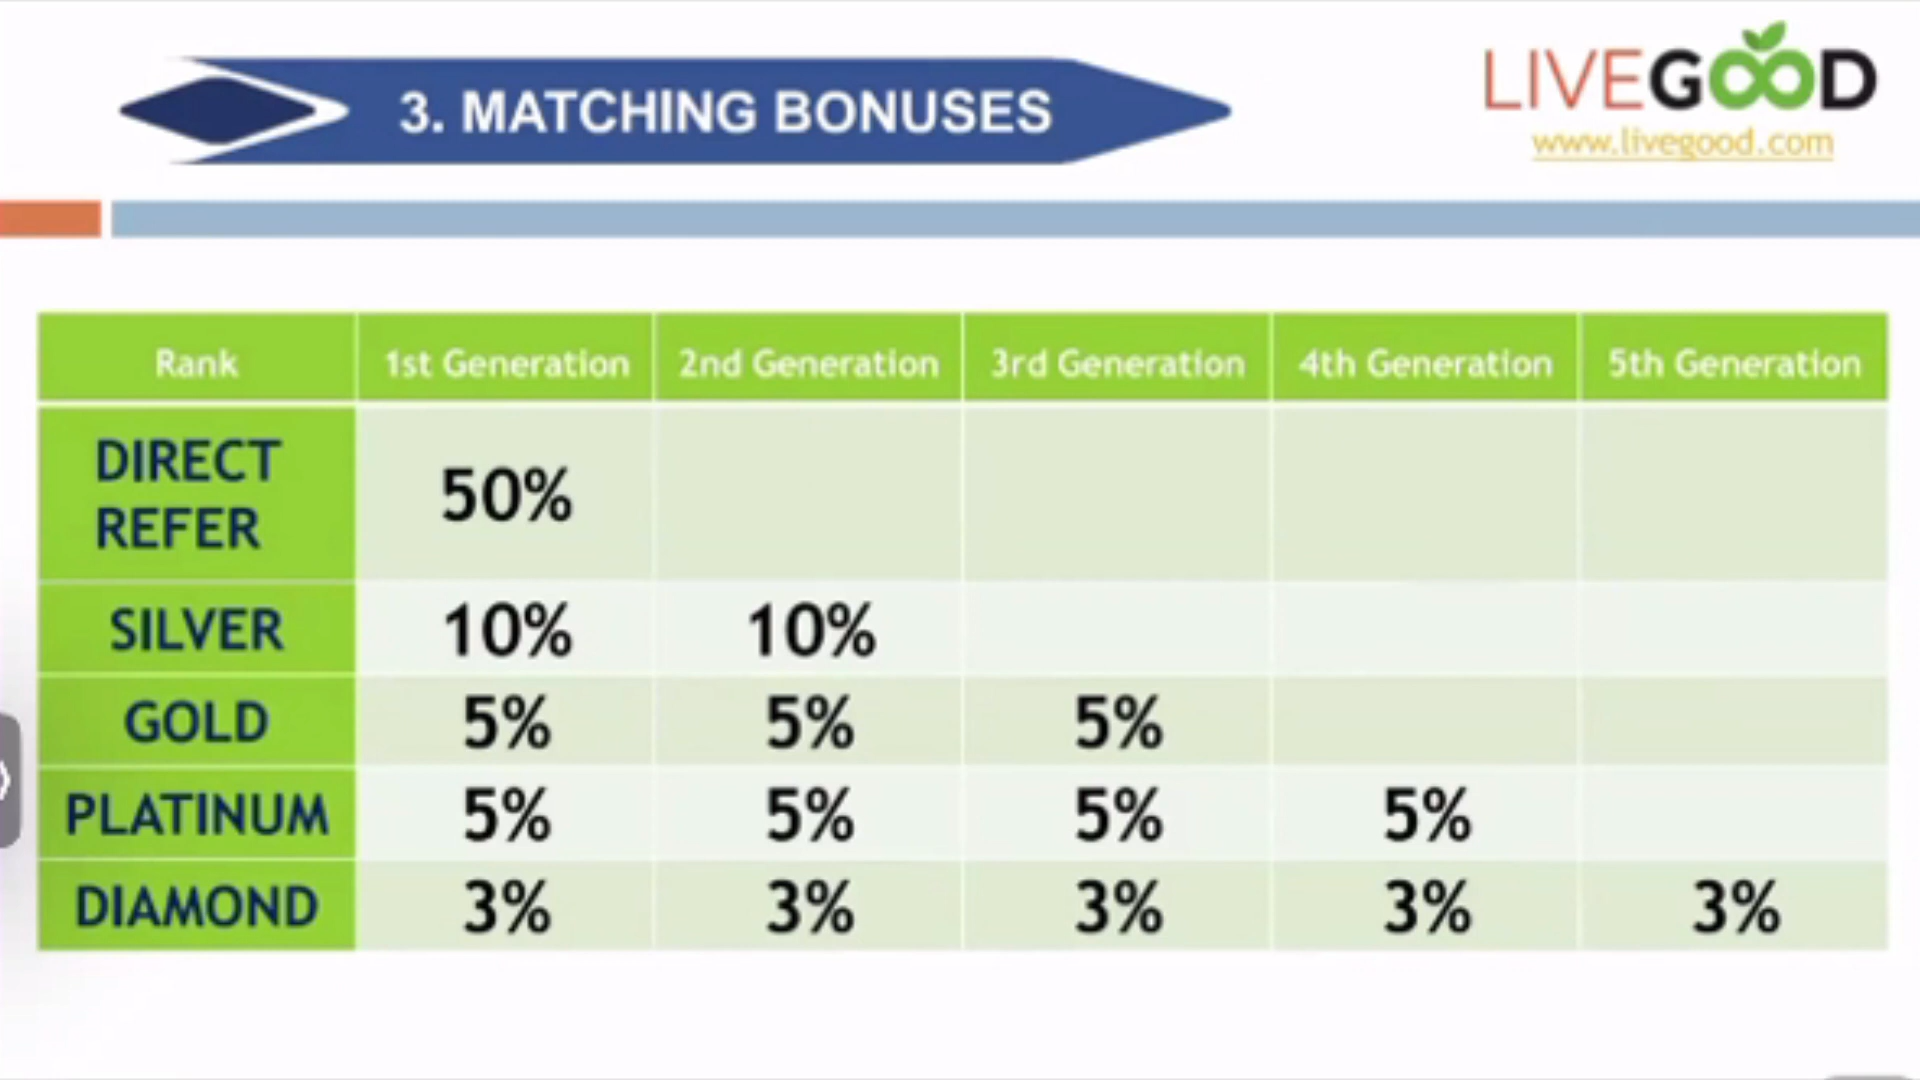 3. MATCHING BONUSES
LIVEGOOD
www.livegood.com
Rank 1st Generation 2nd Generation 3rd Generation 4th Generation 5th Generation
DIRECT
REFER
50%
SILVER 10% 10%
GOLD 5% 5% 5%
PLATINUM 5% 5% 5% 5%
DIAMOND 3% 3% 3% 3% 3%